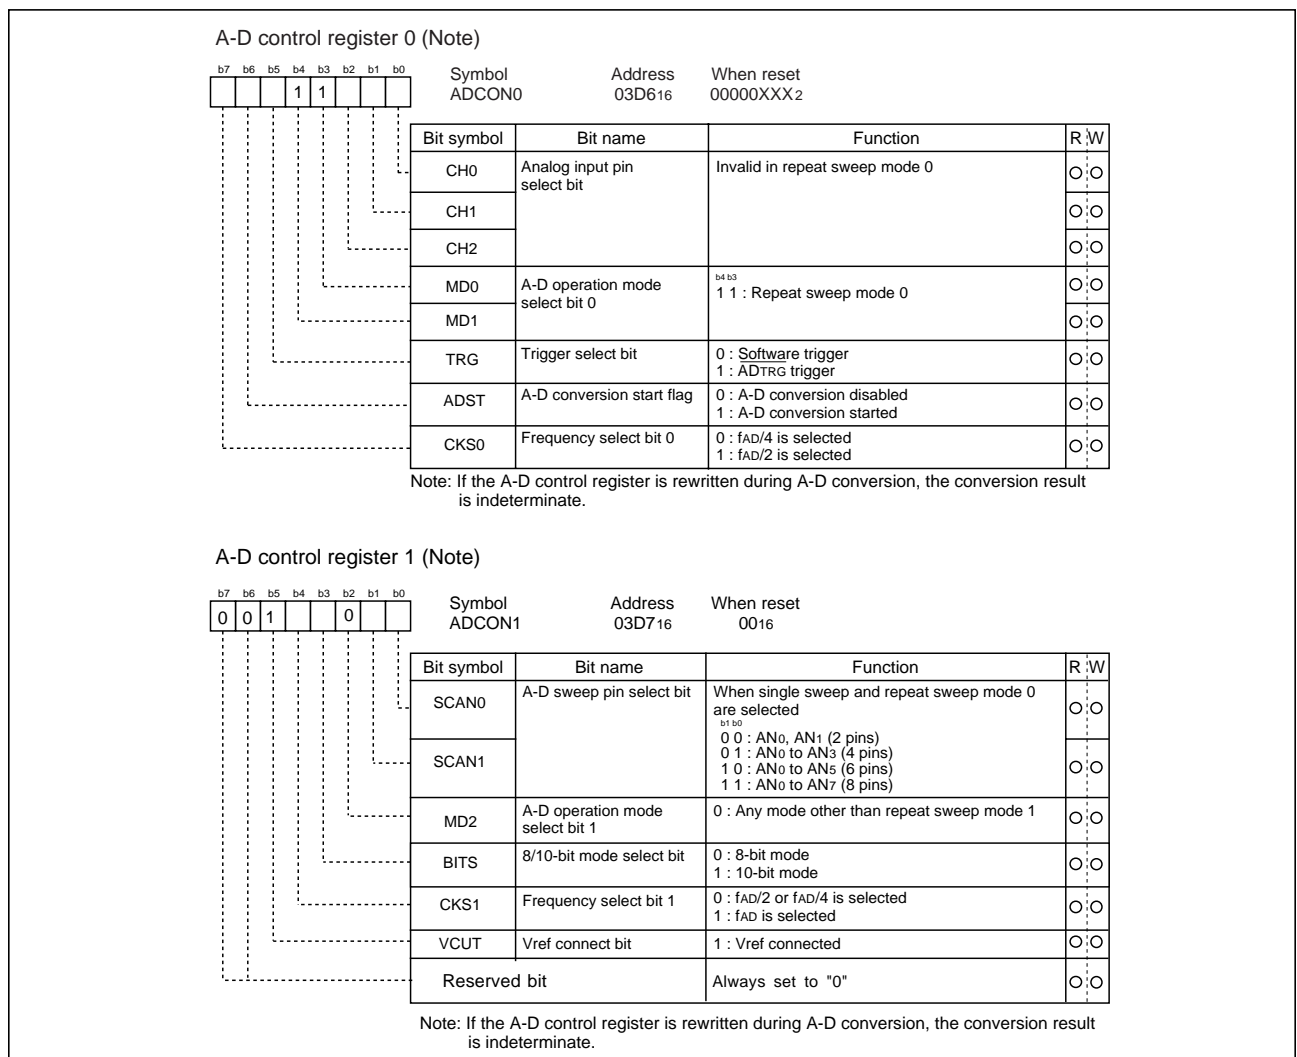 A-D control register 0 (Note)
b7 b6 b5 b4 b3 b2 b1 b0
1 1
Symbol Address When reset
ADCON0 03D616 00000XXX2
Bit symbol Bit name Function R W
CH0 Analog input pin select bit Invalid in repeat sweep mode 0
CH1
CH2
MD0 A-D operation mode select bit 0
b4 b3
1 1 : Repeat sweep mode 0
MD1
TRG Trigger select bit 0 : Software trigger
1 : ADTRG trigger
ADST A-D conversion start flag 0 : A-D conversion disabled
1 : A-D conversion started
CKS0 Frequency select bit 0 0 : fAD/4 is selected
1 : fAD/2 is selected
Note: If the A-D control register is rewritten during A-D conversion, the conversion result
is indeterminate.
A-D control register 1 (Note)
b7 b6 b5 b4 b3 b2 b1 b0
0 0 1 0
Symbol Address When reset
ADCON1 03D716 0016
Bit symbol Bit name Function R W
SCAN0 A-D sweep pin select bit When single sweep and repeat sweep mode 0
are selected
b1 b0
0 0 : AN0, AN1 (2 pins)
0 1 : AN0 to AN3 (4 pins)
SCAN1
1 0 : AN0 to AN5 (6 pins)
1 1 : AN0 to AN7 (8 pins)
MD2 A-D operation mode select bit 1 0 : Any mode other than repeat sweep mode 1
BITS 8/10-bit mode select bit 0 : 8-bit mode
1 : 10-bit mode
CKS1 Frequency select bit 1 0 : fAD/2 or fAD/4 is selected
1 : fAD is selected
VCUT Vref connect bit 1 : Vref connected
Reserved bit Always set to "0"
Note: If the A-D control register is rewritten during A-D conversion, the conversion result
is indeterminate.